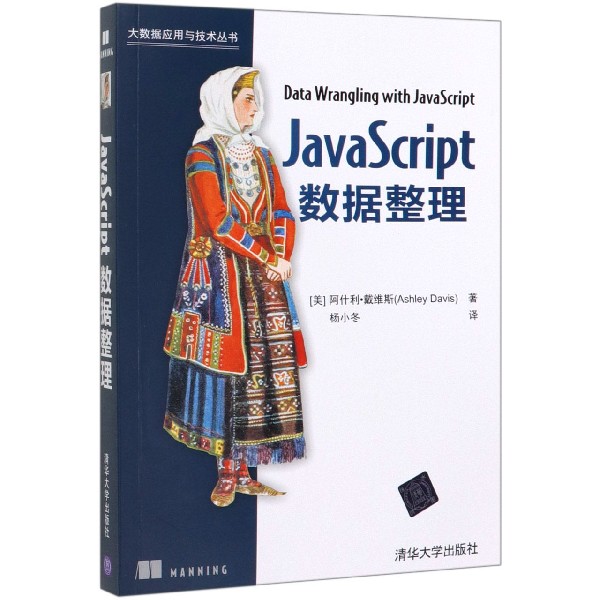 大数据应用与技术丛书
Data Wrangling with JavaScript
JavaScript
数据整理
[美] 阿什利·戴维斯(Ashley Davis) 著
杨小冬 译
清华大学出版社
MANNING
MANNING
JavaScript 数据整理
清华大学出版社